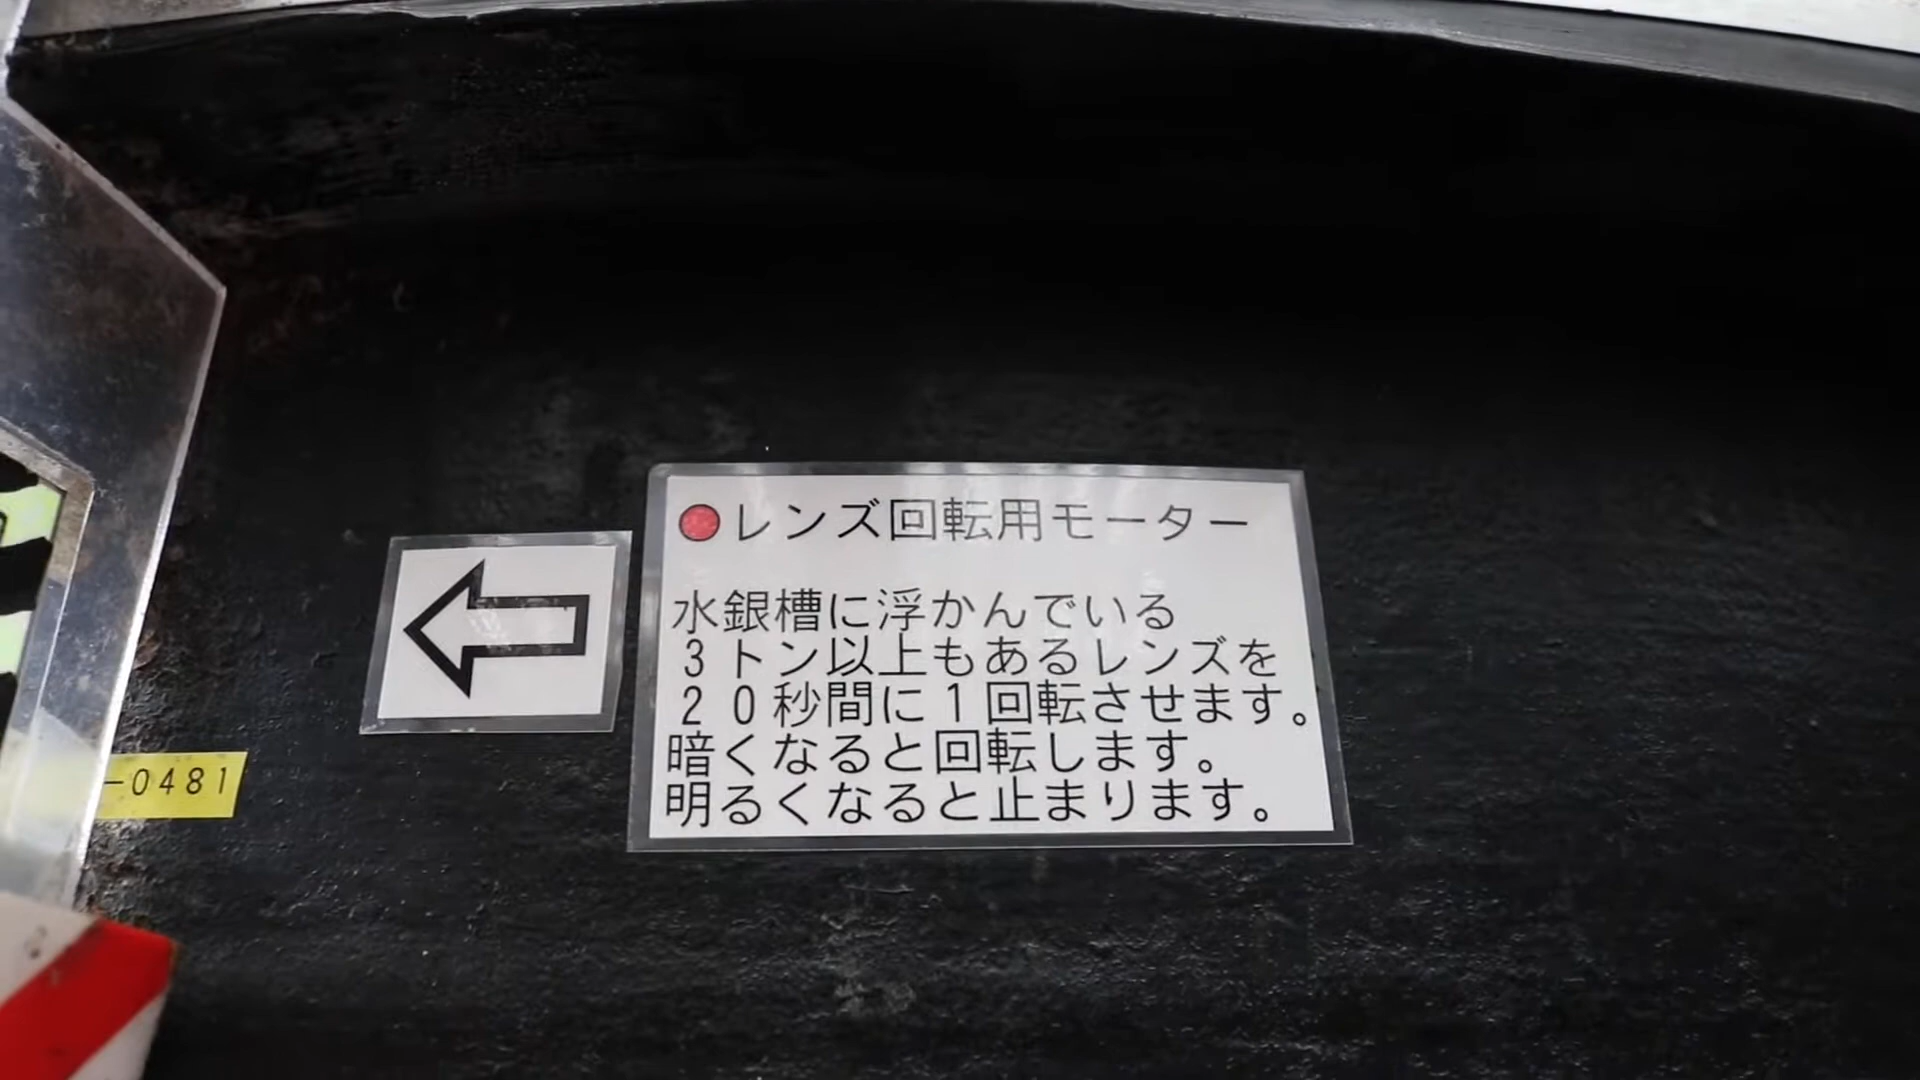 ●レンズ回転用モーター
水銀槽に浮かんでいる
3トン以上もあるレンズを
20秒間に1回転させます。
暗くなると回転します。
明るくなると止まります。
-0481